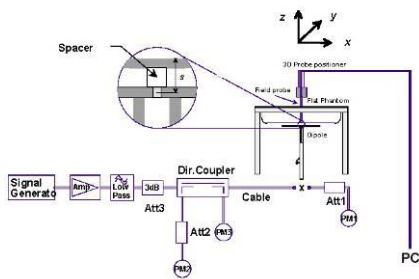 z
y
x
Spacer
s
3D Probe positioner
Field probe
Flat Phantom
Dipole
Signal
Generato
Amp
Low
Pass
3dB
Att3
Dir.Coupler
Cable
x
Att1
PM1
Att2
PM3
PM2
PC